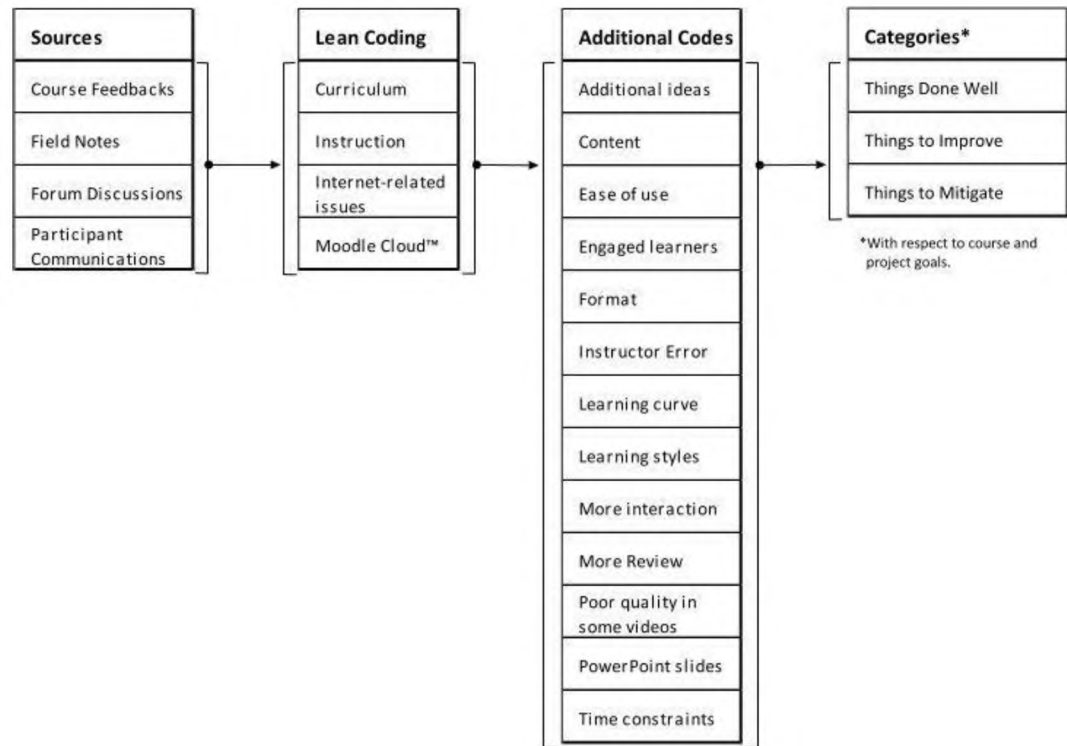 Sources
Course Feedbacks
Field Notes
Forum Discussions
Participant
Communications
Lean Coding
Curriculum
Instruction
Internet-related
issues
Moodle Cloud™
Additional Codes
Additional ideas
Content
Ease of use
Engaged learners
Format
Instructor Error
Learning curve
Learning styles
More interaction
More Review
Poor quality in
some videos
PowerPoint slides
Time constraints
Categories*
Things Done Well
Things to Improve
Things to Mitigate
*With respect to course and
project goals.